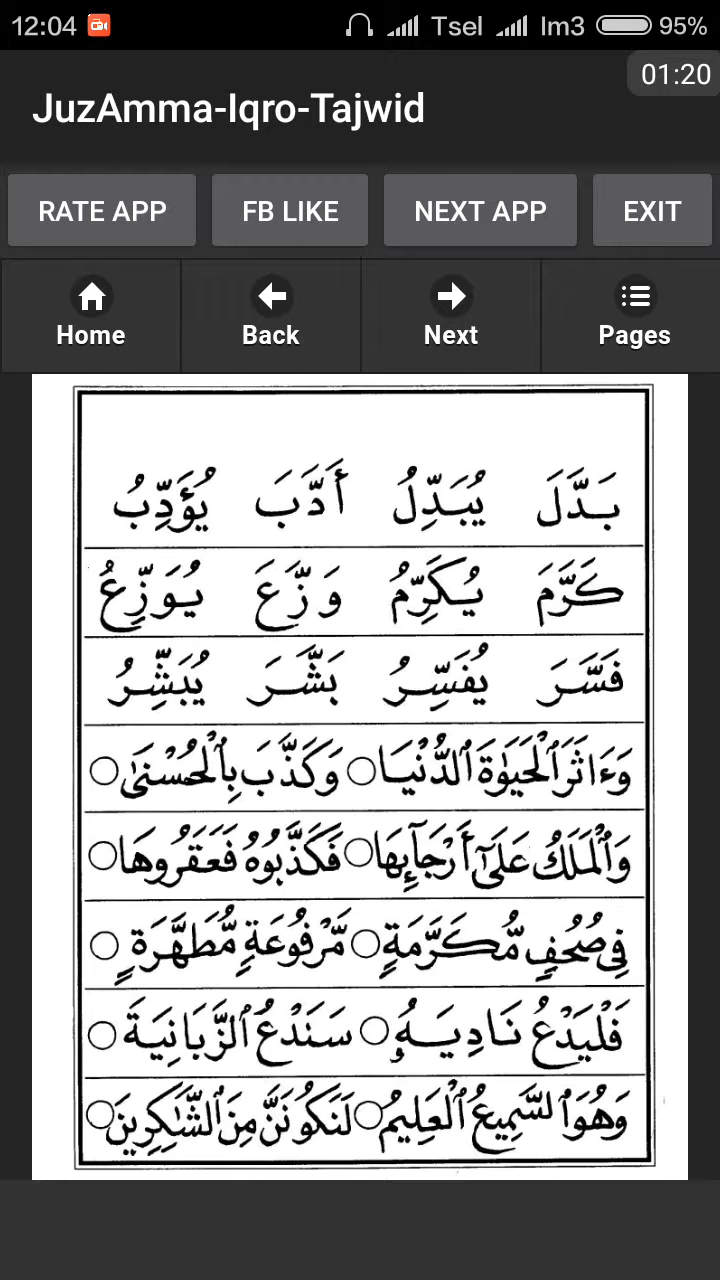 12:04 Tsel Im3 95%
01:20
JuzAmma-Iqro-Tajwid
RATE APP FB LIKE NEXT APP EXIT
Home Back Next Pages
بَدَّلَ يُبَدِّلُ أَدَّبَ يُؤَدِّبُ
كَرَّمَ يُكَرِّمُ وَزَّعَ يُوَزِّعُ
فَسَّرَ يُفَسِّرُ بَشَّرَ يُبَشِّرُ
وَءَاثَرَ ٱلْحَيَوٰةَ ٱلدُّنْيَا ○ وَكَذَّبَ بِٱلْحُسْنَىٰ ○
وَٱلْمَلَكُ عَلَىٰٓ أَرْجَآئِهَا ○ فَكَذَّبُوهُ فَعَقَرُوهَا ○
فِى صُحُفٍ مُّكَرَّمَةٍ ○ مَّرْفُوعَةٍ مُّطَهَّرَةٍ ○
فَلْيَدْعُ نَادِيَهُۥ ○ سَنَدْعُ ٱلزَّبَانِيَةَ ○
وَهُوَ ٱلسَّمِيعُ ٱلْعَلِيمُ ○ لَنَكُونَنَّ مِنَ ٱلشَّٰكِرِينَ ○